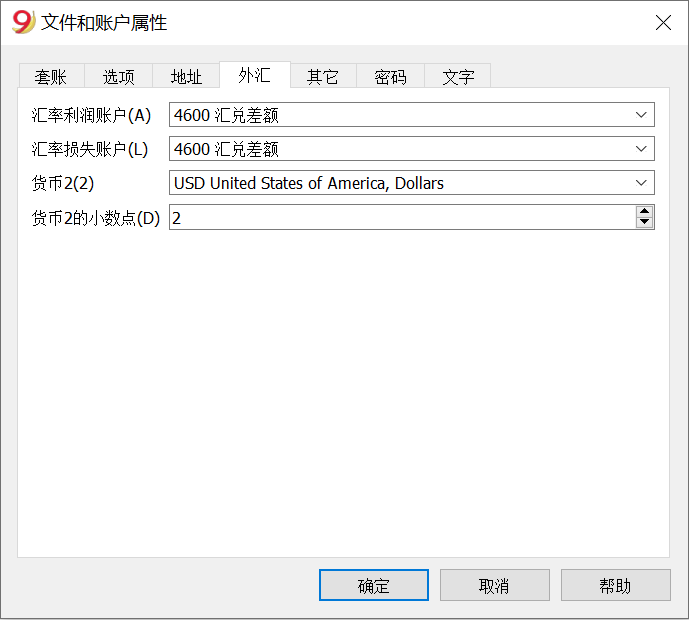 9 文件和账户属性
套账 选项 地址 外汇 其它 密码 文字
汇率利润账户(A) 4600 汇兑差额
汇率损失账户(L) 4600 汇兑差额
货币2(2) USD United States of America, Dollars
货币2的小数点(D) 2
确定 取消 帮助